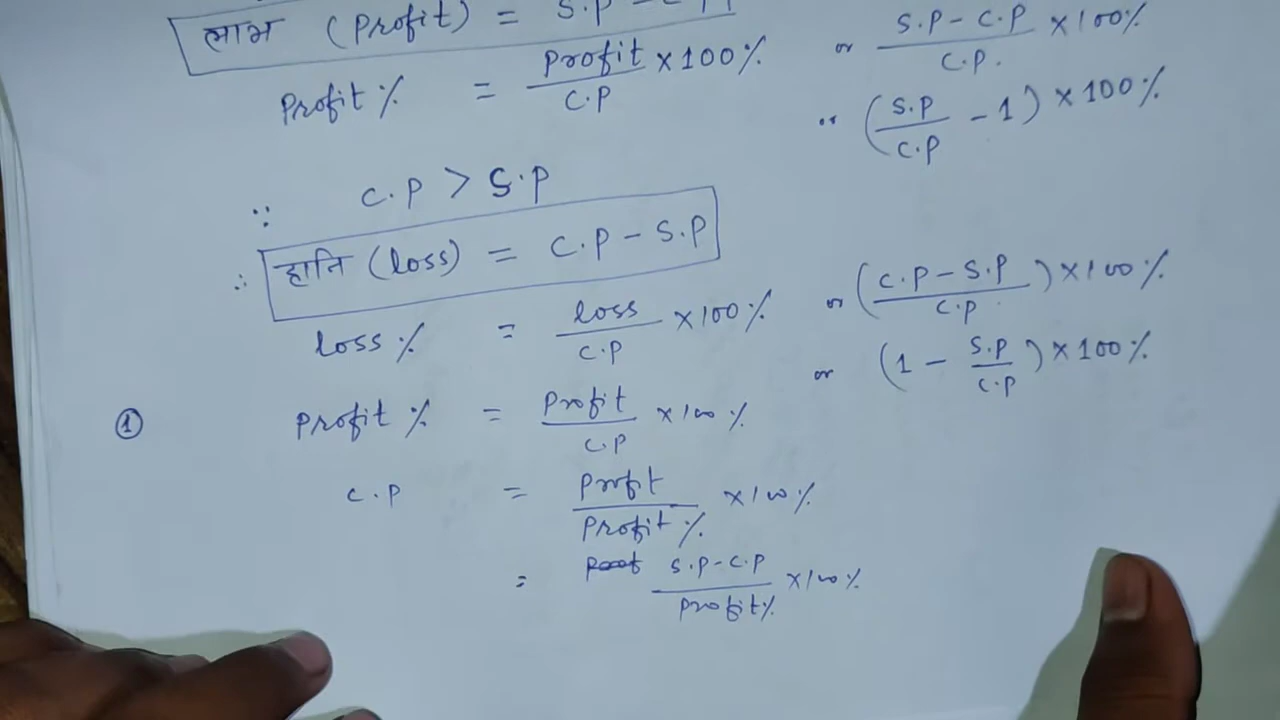 लाभ (Profit) = S.P - C.P
Profit % = Profit/C.P × 100% or S.P - C.P/C.P. × 100%
or (S.P/C.P - 1) × 100%
∵ C.P > S.P
∴ हानि (loss) = C.P - S.P
loss % = loss/C.P × 100% or (C.P - S.P/C.P) × 100%
or (1 - S.P/C.P) × 100%
① Profit % = Profit/C.P × 100%
C.P = Profit/Profit% × 100%
= S.P - C.P/Profit% × 100%